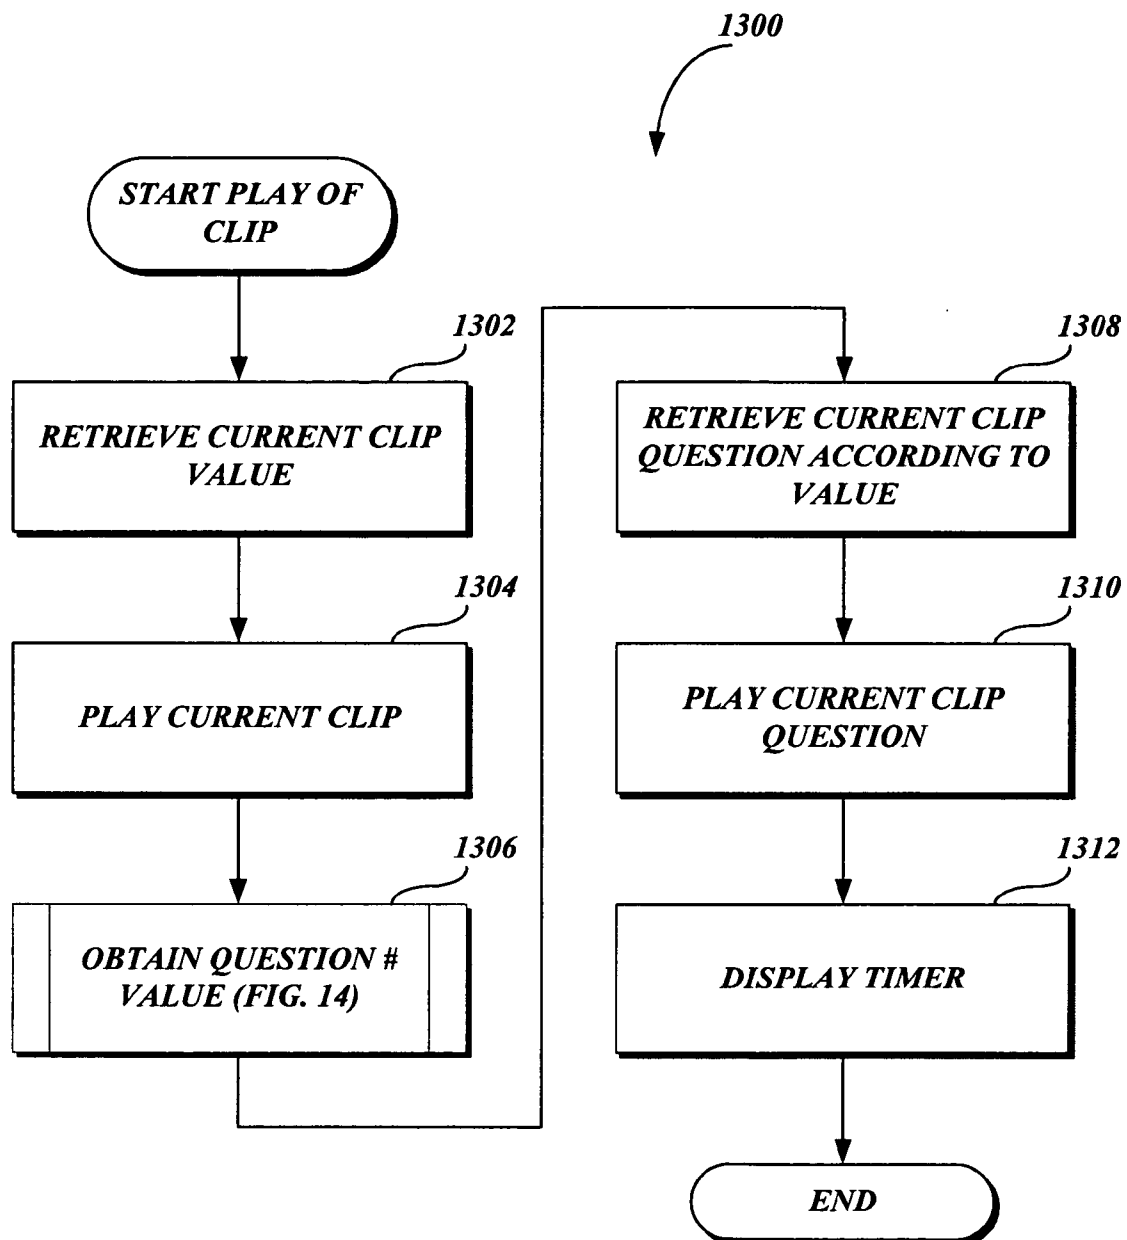 1300
START PLAY OF
CLIP
1302
RETRIEVE CURRENT CLIP
VALUE
1304
PLAY CURRENT CLIP
1306
OBTAIN QUESTION #
VALUE (FIG. 14)
1308
RETRIEVE CURRENT CLIP
QUESTION ACCORDING TO
VALUE
1310
PLAY CURRENT CLIP
QUESTION
1312
DISPLAY TIMER
END